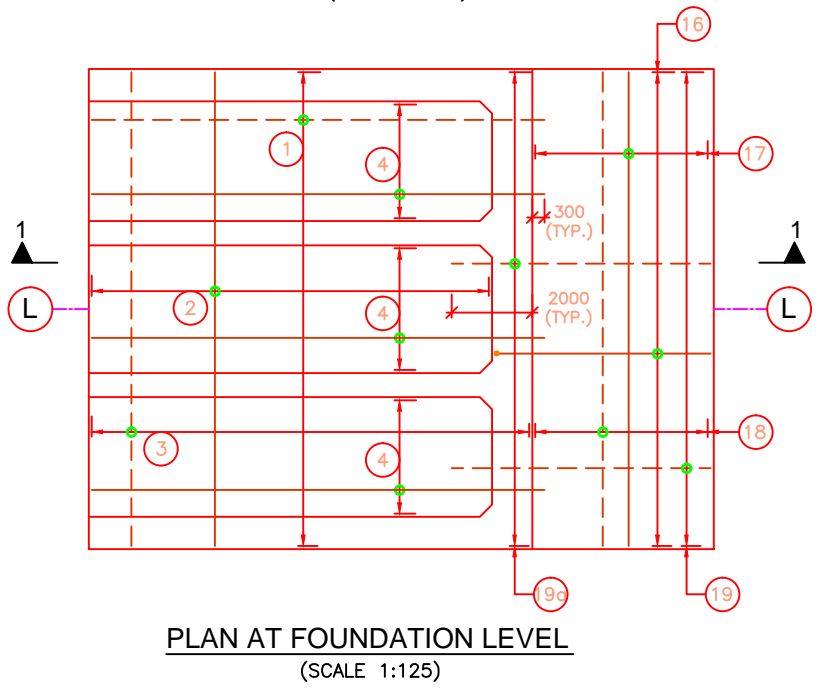 16
1
4
17
300
(TYP.)
1
1
L
2
4
2000
(TYP.)
L
3
4
18
19a
19
PLAN AT FOUNDATION LEVEL
(SCALE 1:125)